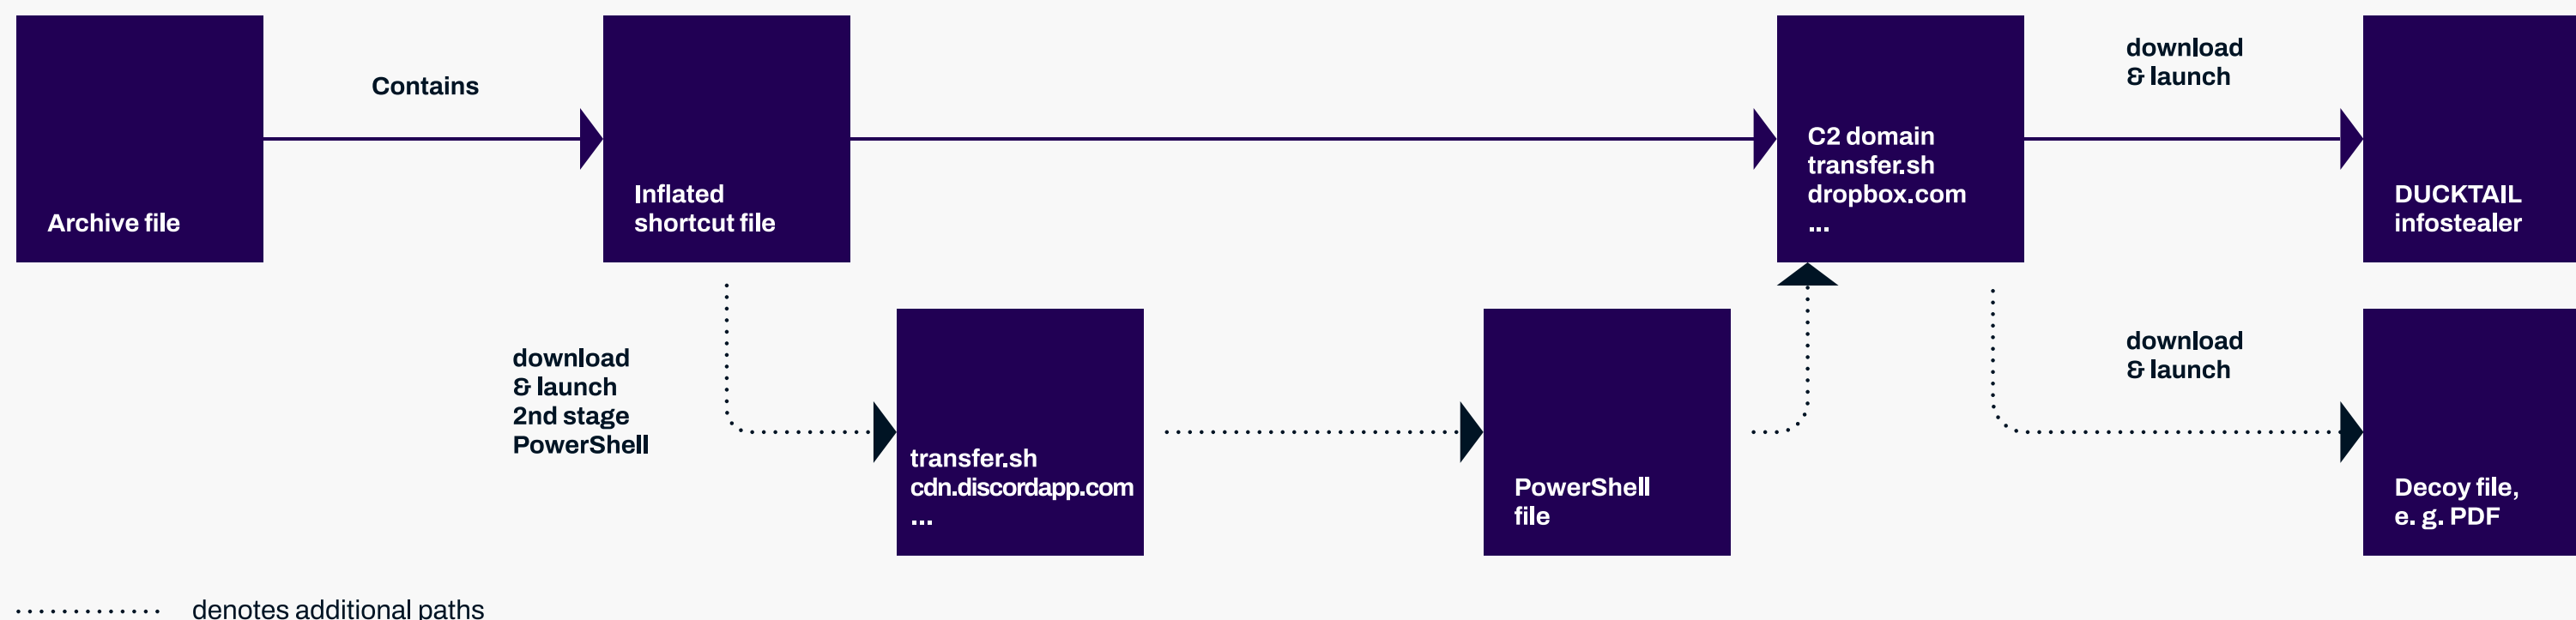 Archive file
Contains
Inflated
shortcut file
C2 domain
transfer.sh
dropbox.com
...
download
& launch
DUCKTAIL
infostealer
download
& launch
2nd stage
PowerShell
transfer.sh
cdn.discordapp.com
...
PowerShell
file
download
& launch
Decoy file,
e. g. PDF
denotes additional paths